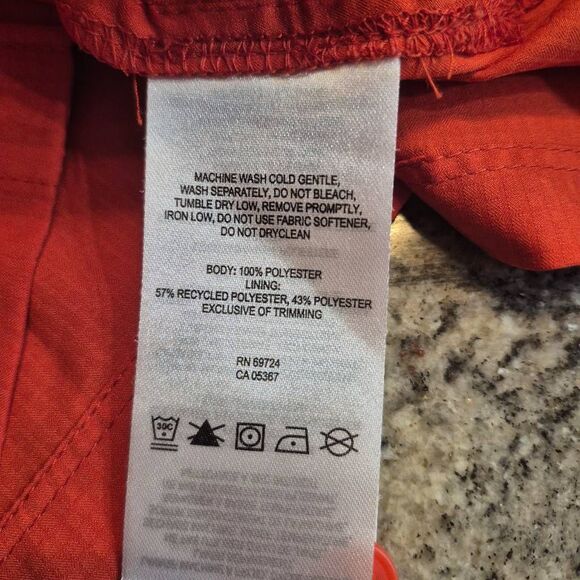 MACHINE WASH COLD GENTLE,
WASH SEPARATELY, DO NOT BLEACH,
TUMBLE DRY LOW, REMOVE PROMPTLY,
IRON LOW, DO NOT USE FABRIC SOFTENER,
DO NOT DRYCLEAN
BODY: 100% POLYESTER
LINING:
57% RECYCLED POLYESTER, 43% POLYESTER
EXCLUSIVE OF TRIMMING
RN 69724
CA 05367
30C